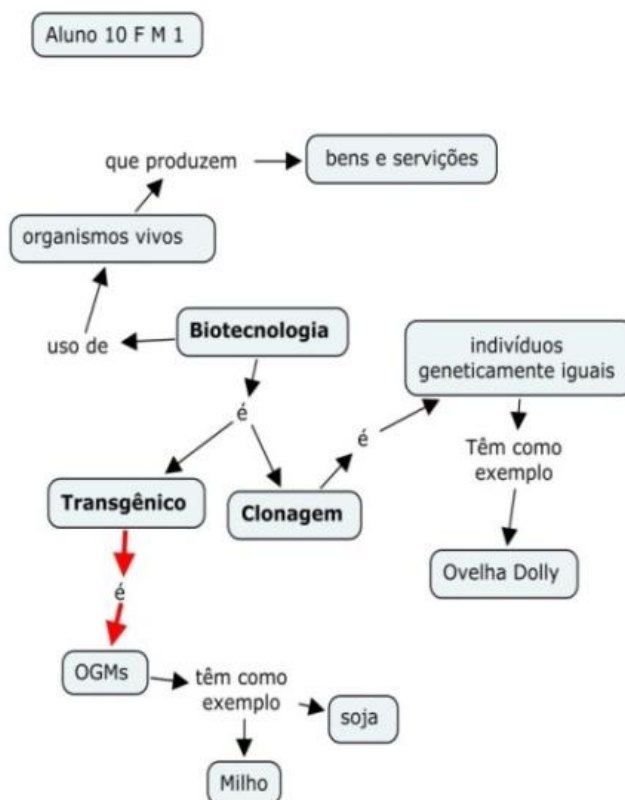 Aluno 10 F M 1
que produzem
bens e servições
organismos vivos
uso de
Biotecnologia
indivíduos
geneticamente iguais
é
é
Têm como
exemplo
Transgênico
Clonagem
Ovelha Dolly
é
OGMs
têm como
exemplo
soja
Milho